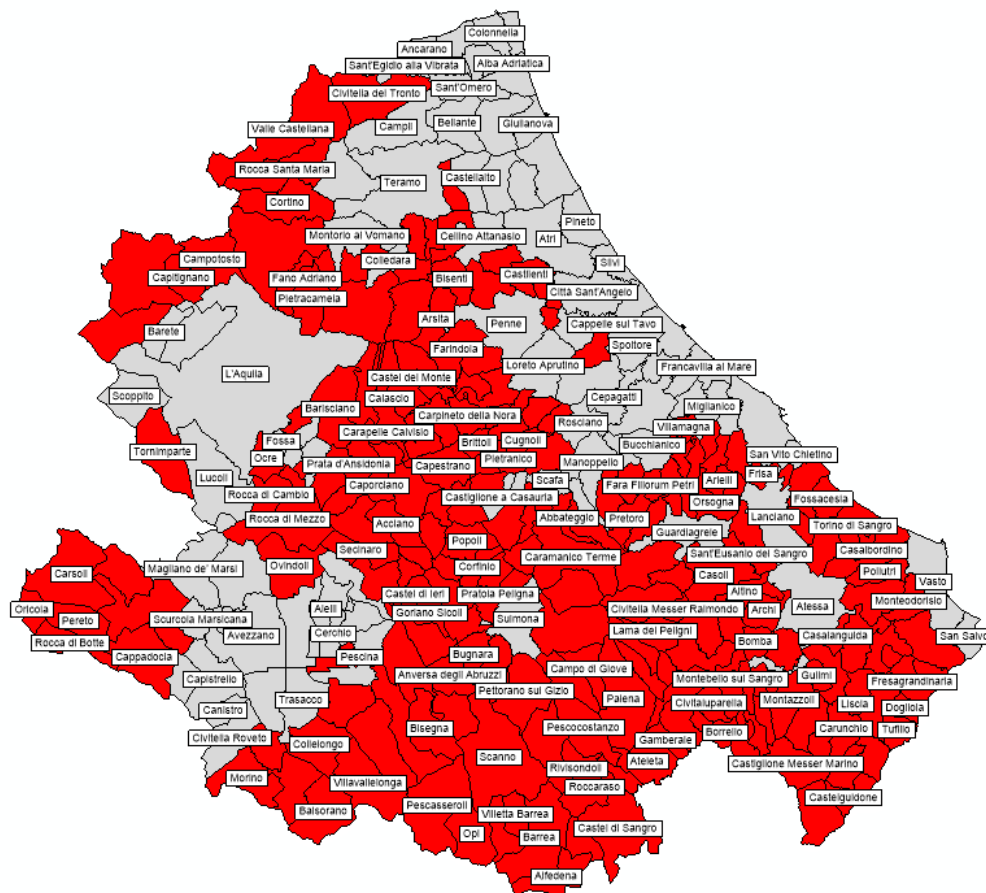 Colonnella
Ancarano
Sant'Egidio alla Vibrata
Alba Adriatica
Civitella del Tronto
Sant'Omero
Valle Castellana
Campli
Bellante
Giulianova
Rocca Santa Maria
Castellalto
Teramo
Cortino
Pineto
Montorio al Vomano
Cellino Attanasio
Atri
Campotosto
Colledara
Silvi
Capitignano
Fano Adriano
Bisenti
Castilenti
Pietracamela
Città Sant'Angelo
Arsita
Penne
Cappelle sul Tavo
Barete
Farindola
Spoltore
Loreto Aprutino
Francavilla al Mare
L'Aquila
Castel del Monte
Scoppito
Calascio
Cepagatti
Barisciano
Carpineto della Nora
Rosciano
Miglianico
Carapelle Calvisio
Villamagna
Fossa
Brittoli
Cugnoli
Bucchianico
Tornimparte
Ocre
Pietranico
San Vito Chietino
Prata d'Ansidonia
Capestrano
Manoppello
Lucoli
Scafa
Fara Filiorum Petri
Arielli
Frisa
Caporciano
Rocca di Cambio
Castiglione a Casauria
Orsogna
Fossacesia
Abbateggio
Pretoro
Lanciano
Rocca di Mezzo
Acciano
Torino di Sangro
Guardiagrele
Popoli
Secinaro
Caramanico Terme
Sant'Eusanio del Sangro
Casalbordino
Magliano de' Marsi
Ovindoli
Corfinio
Carsoli
Casoli
Pollutri
Vasto
Castel di Ieri
Pratola Peligna
Altino
Oricola
Aielli
Goriano Sicoli
Civitella Messer Raimondo
Archi
Atessa
Monteodorisio
Pereto
Scurcola Marsicana
Sulmona
Avezzano
Cerchio
Lama dei Peligni
Rocca di Botte
Bomba
Casalanguida
San Salvo
Cappadocia
Pescina
Bugnara
Anversa degli Abruzzi
Campo di Giove
Capistrello
Montebello sul Sangro
Guilmi
Fresagrandinaria
Pettorano sul Gizio
Canistro
Trasacco
Palena
Civitaluparella
Montazzoli
Liscia
Dogliola
Bisegna
Pescocostanzo
Civitella Roveto
Borrello
Carunchio
Tufillo
Collelongo
Gamberale
Scanno
Ateleta
Castiglione Messer Marino
Morino
Rivisondoli
Villavallelonga
Roccaraso
Castelguidone
Balsorano
Pescasseroli
Villetta Barrea
Castel di Sangro
Opi
Barrea
Alfedena